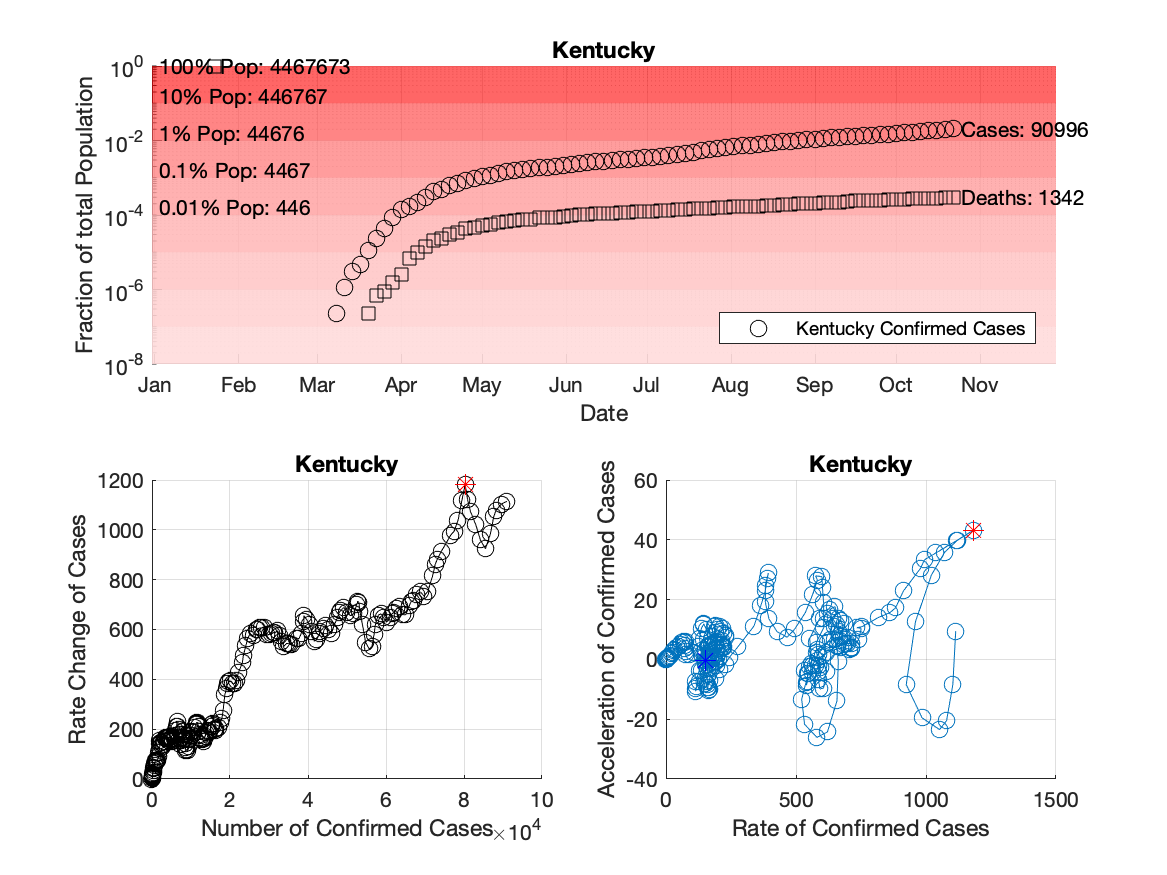 Kentucky
10^0
10^-2
10^-4
10^-6
10^-8
Fraction of total Population
100% Pop: 4467673
10% Pop: 446767
1% Pop: 44676
0.1% Pop: 4467
0.01% Pop: 446
Cases: 90996
Deaths: 1342
Kentucky Confirmed Cases
Jan Feb Mar Apr May Jun Jul Aug Sep Oct Nov
Date
Kentucky
1200
1000
800
600
400
200
0
Rate Change of Cases
0 2 4 6 8 10
Number of Confirmed Cases ×10^4
Kentucky
60
40
20
0
-20
-40
Acceleration of Confirmed Cases
0 500 1000 1500
Rate of Confirmed Cases